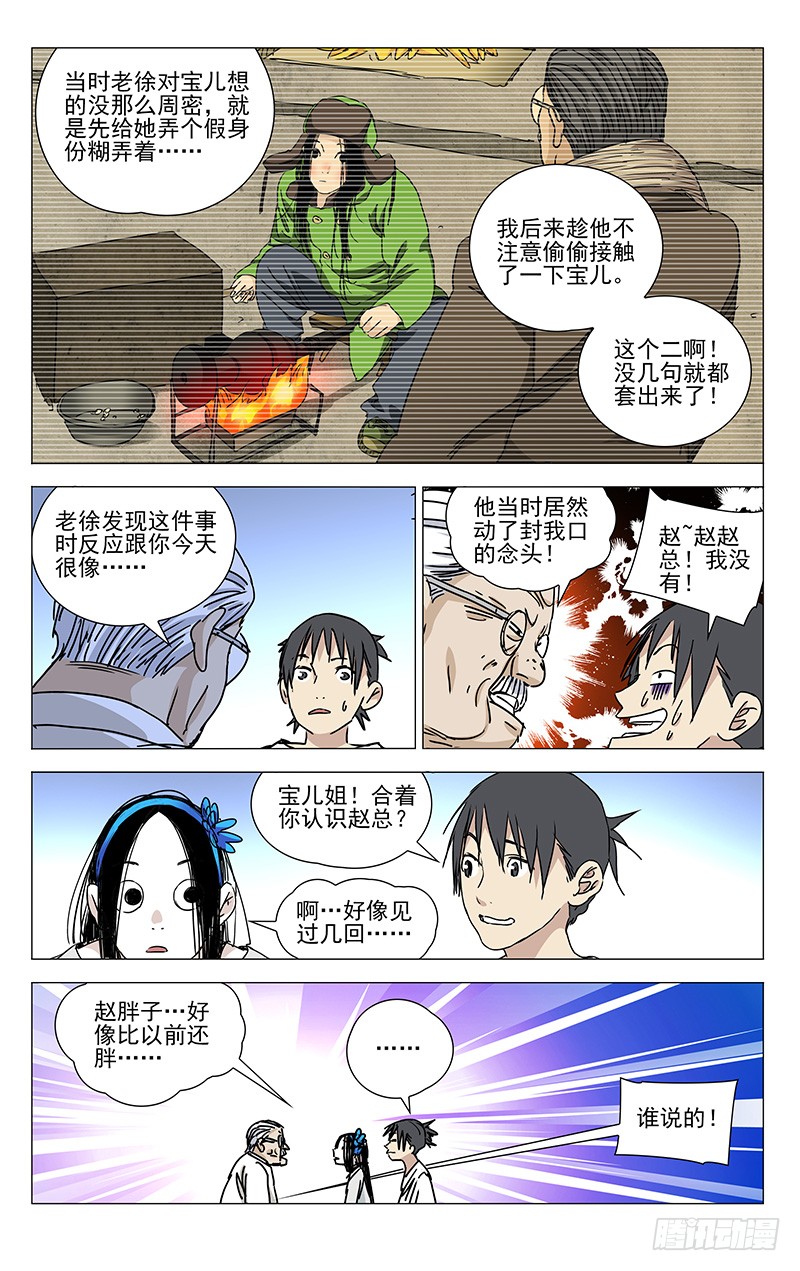 当时老徐对宝儿想
的没那么周密，就
是先给她弄个假身
份糊弄着……
我后来趁他不
注意偷偷接触
了一下宝儿。
这个二啊！
没几句就都
套出来了！
老徐发现这件事
时反应跟你今天
很像……
他当时居然
动了封我口
的念头！
赵~赵赵
总！我没
有！
宝儿姐！合着
你认识赵总？
啊…好像见
过几回……
赵胖子…好
像比以前还
胖……
……
谁说的！
腾讯动漫